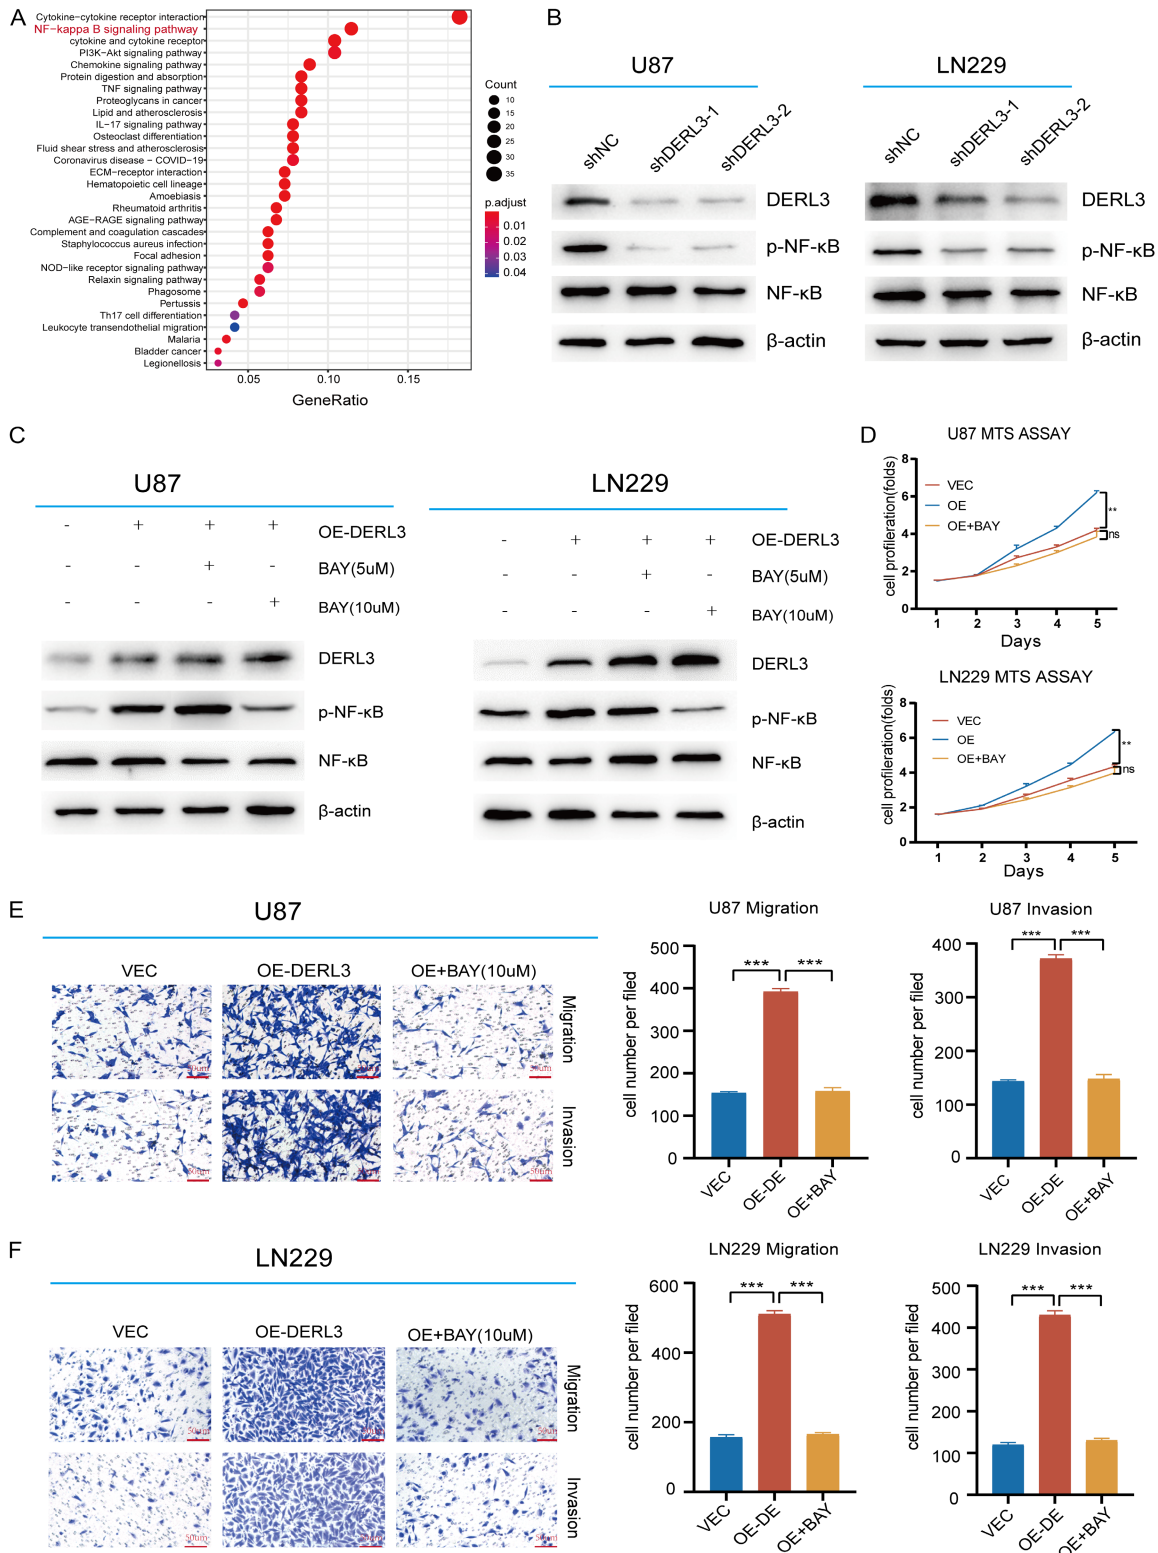 A
Cytokine−cytokine receptor interaction
NF−kappa B signaling pathway
cytokine and cytokine receptor
PI3K−Akt signaling pathway
Chemokine signaling pathway
Protein digestion and absorption
TNF signaling pathway
Proteoglycans in cancer
Lipid and atherosclerosis
IL−17 signaling pathway
Osteoclast differentiation
Fluid shear stress and atherosclerosis
Coronavirus disease − COVID−19
ECM−receptor interaction
Hematopoietic cell lineage
Amoebiasis
Rheumatoid arthritis
AGE−RAGE signaling pathway
Complement and coagulation cascades
Staphylococcus aureus infection
Focal adhesion
NOD−like receptor signaling pathway
Relaxin signaling pathway
Phagosome
Pertussis
Th17 cell differentiation
Leukocyte transendothelial migration
Malaria
Bladder cancer
Legionellosis
0.05 0.10 0.15
GeneRatio
Count
10
15
20
25
30
35
p.adjust
0.01
0.02
0.03
0.04
B
U87 LN229
shNC shDERL3-1 shDERL3-2 shNC shDERL3-1 shDERL3-2
DERL3 DERL3
p-NF-κB p-NF-κB
NF-κB NF-κB
β-actin β-actin
C
U87
- + + + OE-DERL3
- - + - BAY(5uM)
- - - + BAY(10uM)
DERL3
p-NF-κB
NF-κB
β-actin
LN229
- + + + OE-DERL3
- - + - BAY(5uM)
- - - + BAY(10uM)
DERL3
p-NF-κB
NF-κB
β-actin
D
U87 MTS ASSAY
cell profileration(folds)
8
6
4
2
0
VEC
OE
OE+BAY
**
ns
1 2 3 4 5
Days
LN229 MTS ASSAY
cell profileration(folds)
8
6
4
2
0
VEC
OE
OE+BAY
**
ns
1 2 3 4 5
Days
E
U87
VEC OE-DERL3 OE+BAY(10uM)
Migration
50um 50um 50um
Invasion
50um 50um 50um
U87 Migration
cell number per filed
500
400
300
200
100
0
*** ***
VEC OE-DE OE+BAY
U87 Invasion
cell number per filed
400
300
200
100
0
*** ***
VEC OE-DE OE+BAY
F
LN229
VEC OE-DERL3 OE+BAY(10uM)
Migration
50um 50um 50um
Invasion
50um 50um 50um
LN229 Migration
cell number per filed
600
400
200
0
*** ***
VEC OE-DE OE+BAY
LN229 Invasion
cell number per filed
500
400
300
200
100
0
*** ***
VEC OE-DE OE+BAY